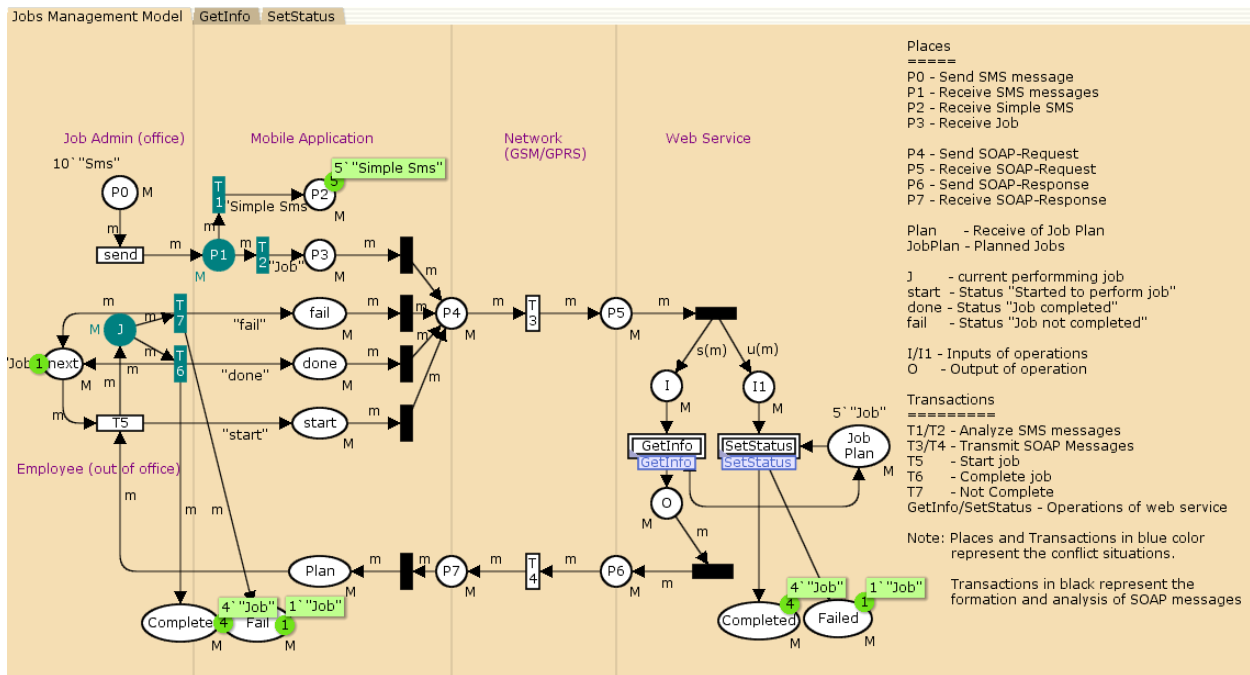 Jobs Management Model
GetInfo
SetStatus
Places
=====
P0 - Send SMS message
P1 - Receive SMS messages
P2 - Receive Simple SMS
P3 - Receive Job
P4 - Send SOAP-Request
P5 - Receive SOAP-Request
P6 - Send SOAP-Response
P7 - Receive SOAP-Response
Plan - Receive of Job Plan
JobPlan - Planned Jobs
J - current performming job
start - Status "Started to perform job"
done - Status "Job completed"
fail - Status "Job not completed"
I/I1 - Inputs of operations
O - Output of operation
Transactions
=========
T1/T2 - Analyze SMS messages
T3/T4 - Transmit SOAP Messages
T5 - Start job
T6 - Complete job
T7 - Not Complete
GetInfo/SetStatus - Operations of web service
Note: Places and Transactions in blue color
represent the conflict situations.
Transactions in black represent the
formation and analysis of SOAP messages
Job Admin (office)
Mobile Application
Network
(GSM/GPRS)
Web Service
10`"Sms"
5`"Simple Sms"
5
P0
M
T
1
P2
M
"Simple Sms
m
m
send
m
P1
M
m
T
2
"Job"
P3
M
m
m
m
J
M
m
T
7
"fail"
fail
M
m
m
P4
M
m
T
3
m
P5
M
m
"Job
1
next
M
m
m
m
T
6
"done"
done
M
m
m
m
T5
"start"
start
M
m
m
s(m)
u(m)
I
M
I1
M
5`"Job"
GetInfo
GetInfo
SetStatus
SetStatus
Job
Plan
M
Employee (out of office)
m
m
m
O
M
m
Plan
M
m
m
P7
M
m
T
4
m
P6
M
m
4`"Job"
1`"Job"
4`"Job"
1`"Job"
Complete
4
Fail
1
M
M
Completed
4
Failed
1
M
M